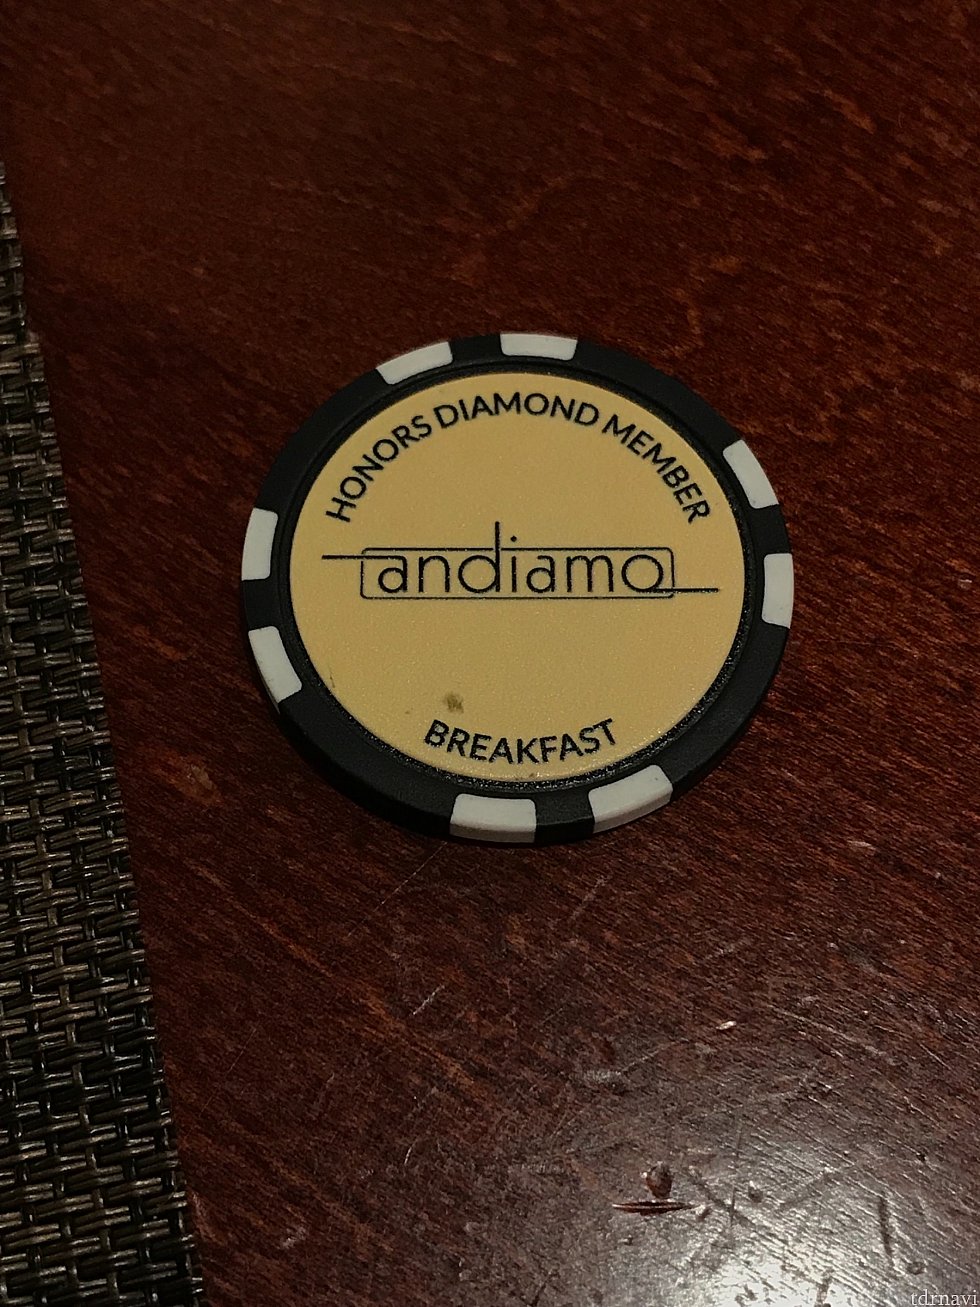 HONORS DIAMOND MEMBER
andiamo
BREAKFAST
tdrnavi